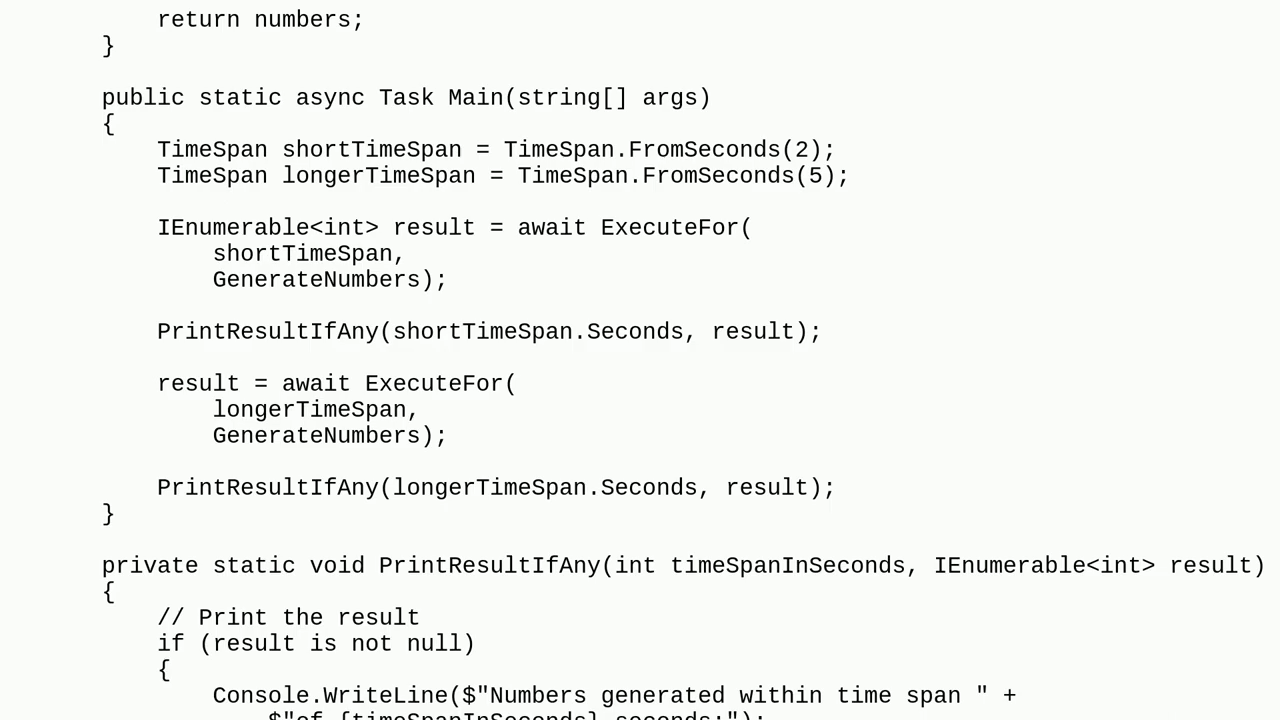 return numbers;
}
public static async Task Main(string[] args)
{
TimeSpan shortTimeSpan = TimeSpan.FromSeconds(2);
TimeSpan longerTimeSpan = TimeSpan.FromSeconds(5);
IEnumerable<int> result = await ExecuteFor(
shortTimeSpan,
GenerateNumbers);
PrintResultIfAny(shortTimeSpan.Seconds, result);
result = await ExecuteFor(
longerTimeSpan,
GenerateNumbers);
PrintResultIfAny(longerTimeSpan.Seconds, result);
}
private static void PrintResultIfAny(int timeSpanInSeconds, IEnumerable<int> result)
{
// Print the result
if (result is not null)
{
Console.WriteLine($"Numbers generated within time span " +
$"of {timeSpanInSeconds} seconds:");